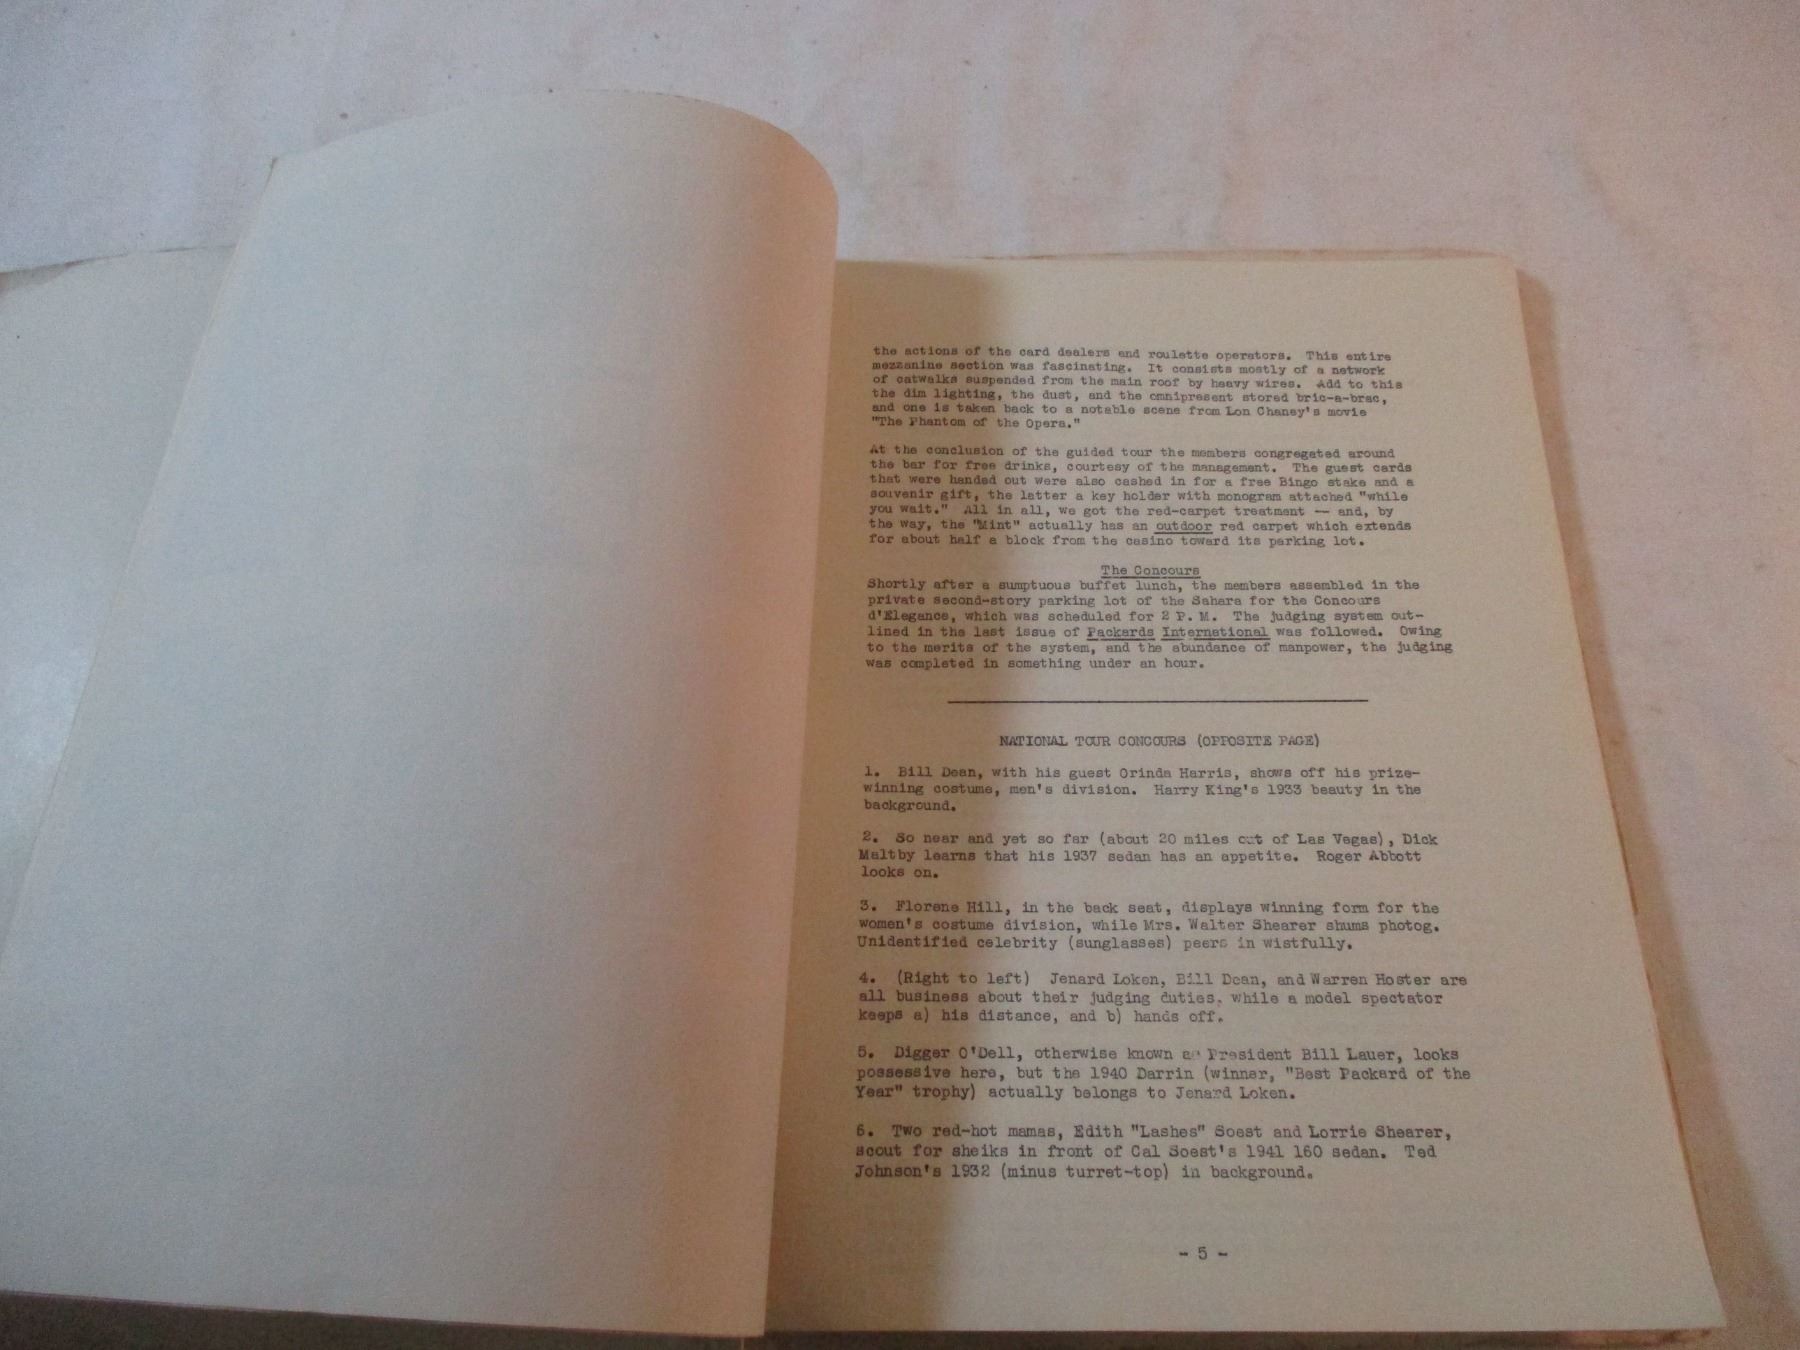 the actions of the card dealers and roulette operators. This entire
mezzanine section was fascinating. It consists mostly of a network
of catwalks suspended from the main roof by heavy wires. Add to this
the dim lighting, the dust, and the omnipresent stored bric-a-brac,
and one is taken back to a notable scene from Lon Chaney's movie
"The Phantom of the Opera."
At the conclusion of the guided tour the members congregated around
the bar for free drinks, courtesy of the management. The guest cards
that were handed out were also cashed in for a free Bingo stake and a
souvenir gift, the latter a key holder with monogram attached "while
you wait." All in all, we got the red-carpet treatment -- and, by
the way, the "Mint" actually has an outdoor red carpet which extends
for about half a block from the casino toward its parking lot.
The Concours
Shortly after a sumptuous buffet lunch, the members assembled in the
private second-story parking lot of the Sahara for the Concours
d'Elegance, which was scheduled for 2 P. M. The judging system out-
lined in the last issue of Packards International was followed. Owing
to the merits of the system, and the abundance of manpower, the judging
was completed in something under an hour.
NATIONAL TOUR CONCOURS (OPPOSITE PAGE)
1. Bill Dean, with his guest Orinda Harris, shows off his prize-
winning costume, men's division. Harry King's 1933 beauty in the
background.
2. So near and yet so far (about 20 miles out of Las Vegas), Dick
Maltby learns that his 1937 sedan has an appetite. Roger Abbott
looks on.
3. Florene Hill, in the back seat, displays winning form for the
women's costume division, while Mrs. Walter Shearer shuns photog.
Unidentified celebrity (sunglasses) peers in wistfully.
4. (Right to left) Jenard Loken, Bill Dean, and Warren Hoster are
all business about their judging duties, while a model spectator
keeps a) his distance, and b) hands off.
5. Digger O'Dell, otherwise known as President Bill Lauer, looks
possessive here, but the 1940 Darrin (winner, "Best Packard of the
Year" trophy) actually belongs to Jenard Loken.
6. Two red-hot mamas, Edith "Lashes" Soest and Lorrie Shearer,
scout for sheiks in front of Cal Soest's 1941 160 sedan. Ted
Johnson's 1932 (minus turret-top) in background.
- 5 -